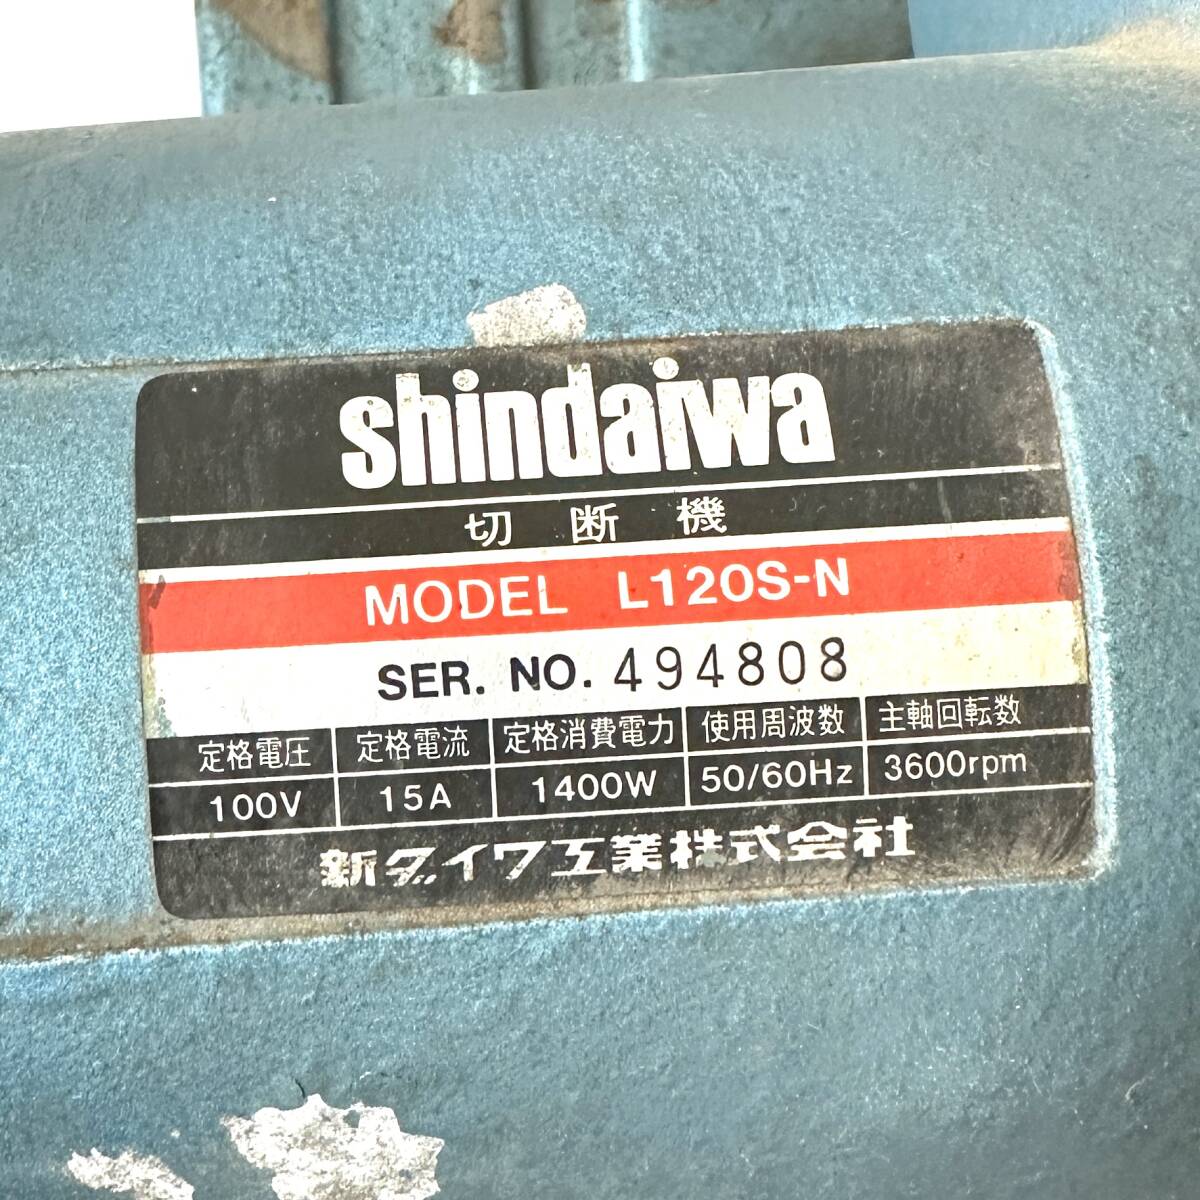 shindaiwa
切断機
MODEL L120S-N
SER. NO. 494808
定格電圧 定格電流 定格消費電力 使用周波数 主軸回転数
100V 15A 1400W 50/60Hz 3600rpm
新ダイワ工業株式会社